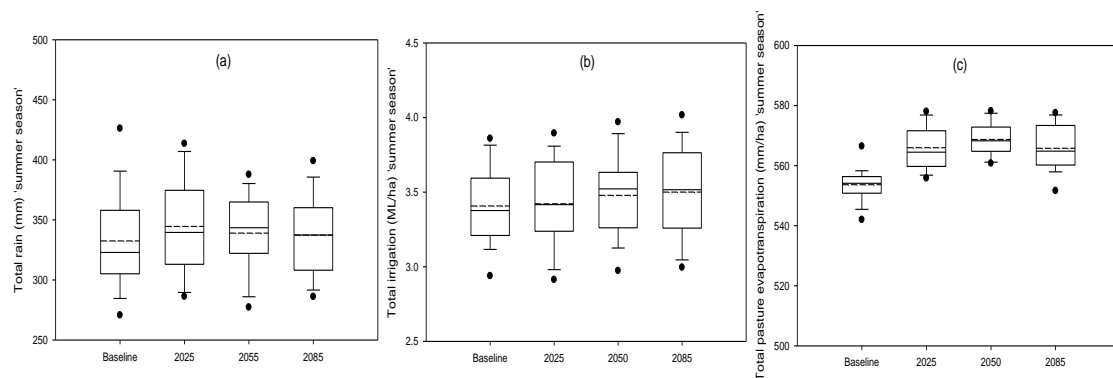 (a)
Total rain (mm) 'summer season'
500
450
400
350
300
250
Baseline 2025 2055 2085
(b)
Total irrigation (ML/ha) 'summer season'
4.5
4.0
3.5
3.0
2.5
Baseline 2025 2050 2085
(c)
Total pasture evapotranspiration (mm/ha) 'summer season'
600
580
560
540
520
500
Baseline 2025 2050 2085